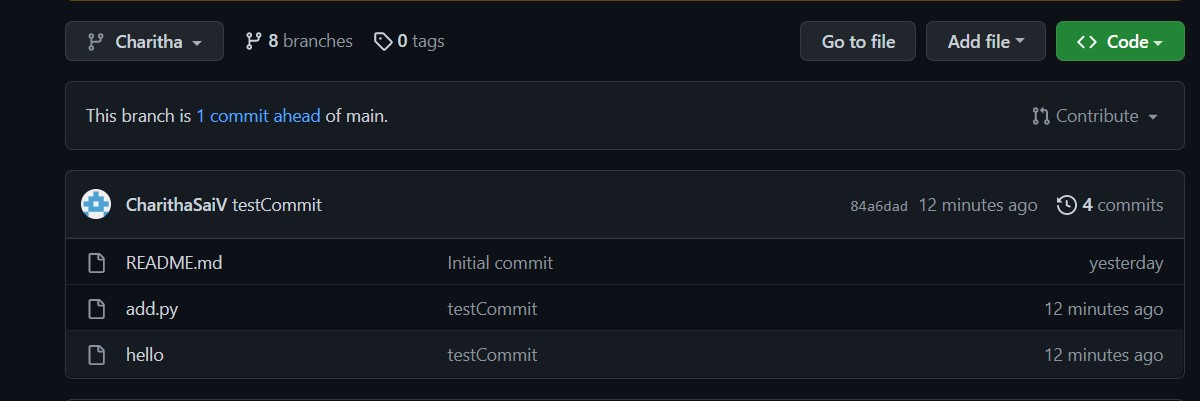 Charitha 8 branches 0 tags Go to file Add file Code
This branch is 1 commit ahead of main. Contribute
CharithaSaiV testCommit 84a6dad 12 minutes ago 4 commits
README.md Initial commit yesterday
add.py testCommit 12 minutes ago
hello testCommit 12 minutes ago